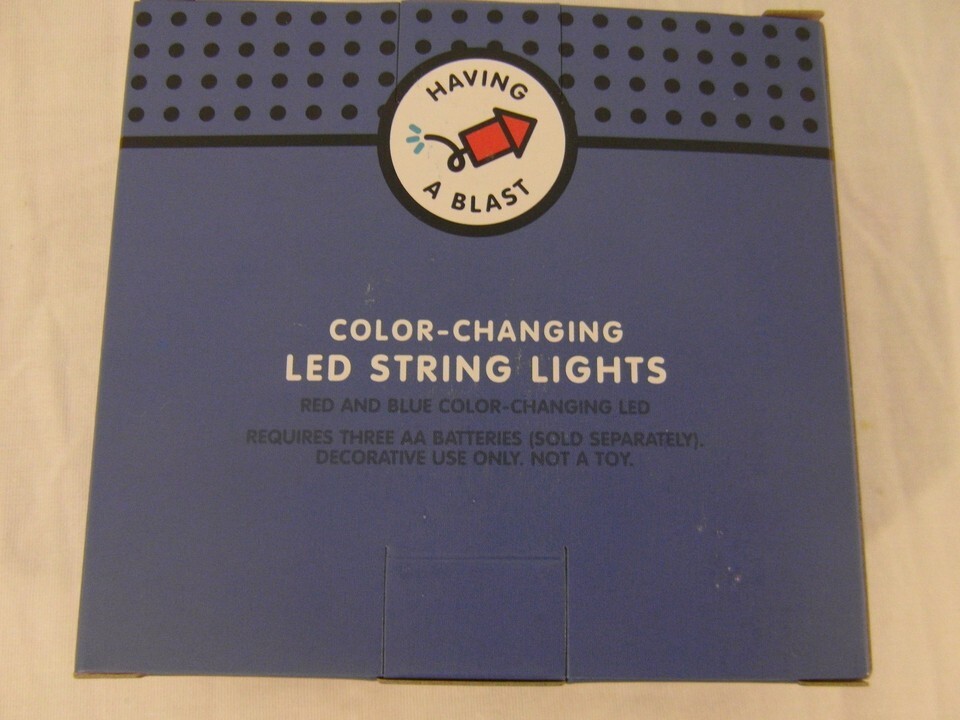 HAVING
A BLAST
COLOR-CHANGING
LED STRING LIGHTS
RED AND BLUE COLOR-CHANGING LED
REQUIRES THREE AA BATTERIES (SOLD SEPARATELY).
DECORATIVE USE ONLY. NOT A TOY.